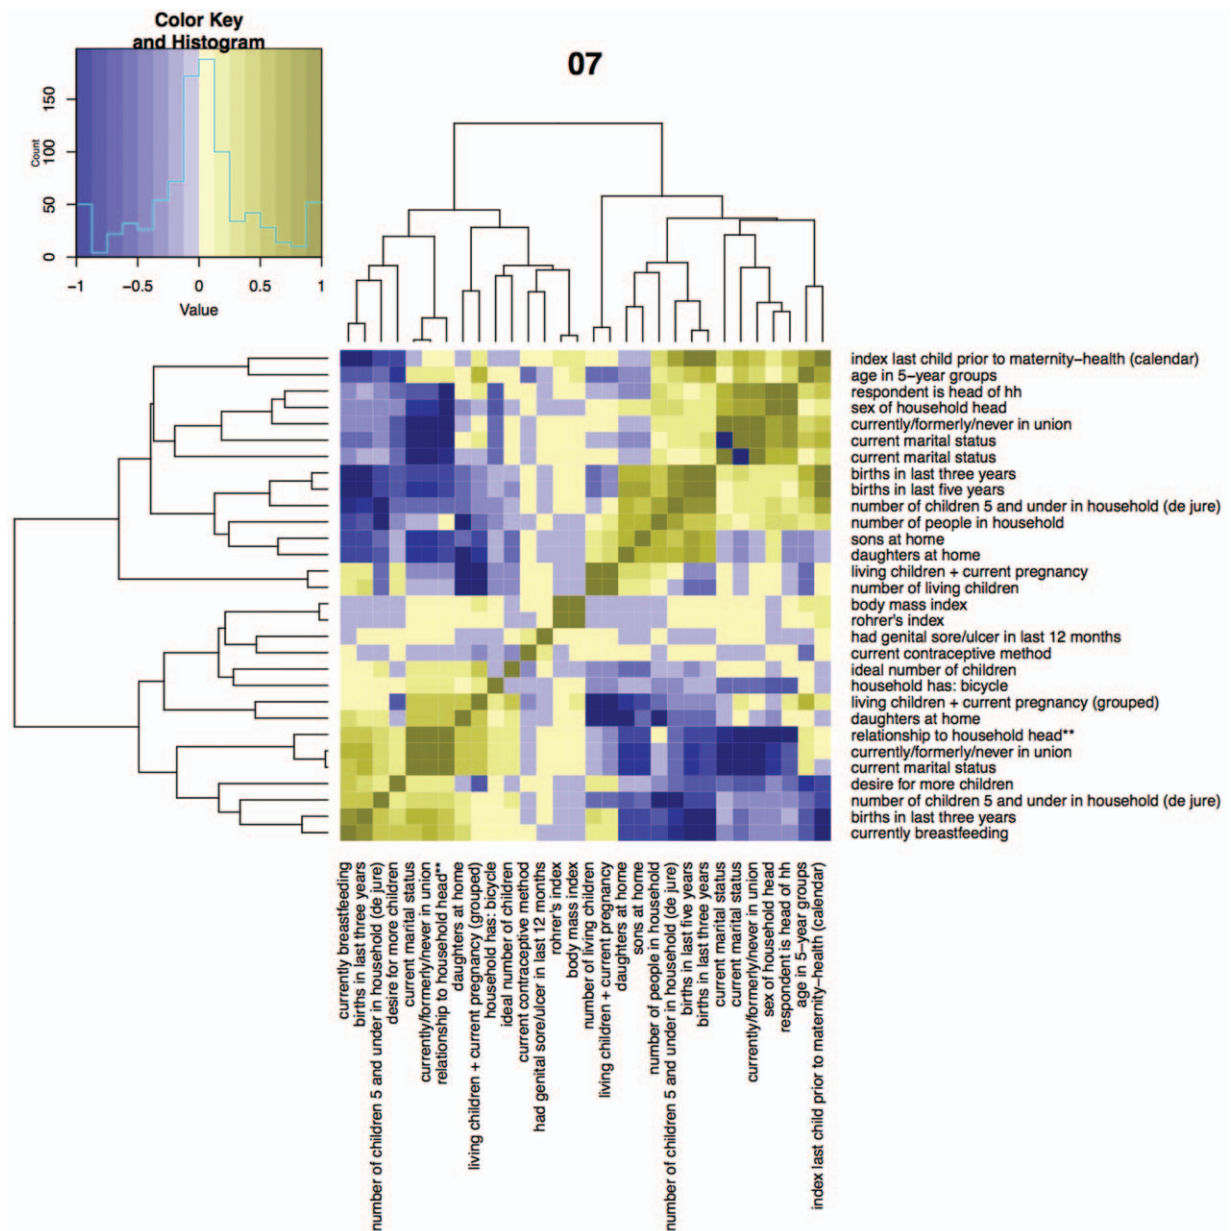 Color Key
and Histogram
07
Count
0
50
100
150
-1
-0.5
0
0.5
1
Value
index last child prior to maternity-health (calendar)
age in 5-year groups
respondent is head of hh
sex of household head
currently/formerly/never in union
current marital status
current marital status
births in last three years
births in last five years
number of children 5 and under in household (de jure)
number of people in household
sons at home
daughters at home
living children + current pregnancy
number of living children
body mass index
rohrer's index
had genital sore/ulcer in last 12 months
current contraceptive method
ideal number of children
household has: bicycle
living children + current pregnancy (grouped)
daughters at home
relationship to household head**
currently/formerly/never in union
current marital status
desire for more children
number of children 5 and under in household (de jure)
births in last three years
currently breastfeeding
currently breastfeeding
births in last three years
number of children 5 and under in household (de jure)
desire for more children
current marital status
currently/formerly/never in union
relationship to household head**
daughters at home
living children + current pregnancy (grouped)
household has: bicycle
ideal number of children
current contraceptive method
had genital sore/ulcer in last 12 months
rohrer's index
body mass index
number of living children
living children + current pregnancy
daughters at home
sons at home
number of people in household
number of children 5 and under in household (de jure)
births in last five years
births in last three years
current marital status
current marital status
currently/formerly/never in union
sex of household head
respondent is head of hh
age in 5-year groups
index last child prior to maternity-health (calendar)